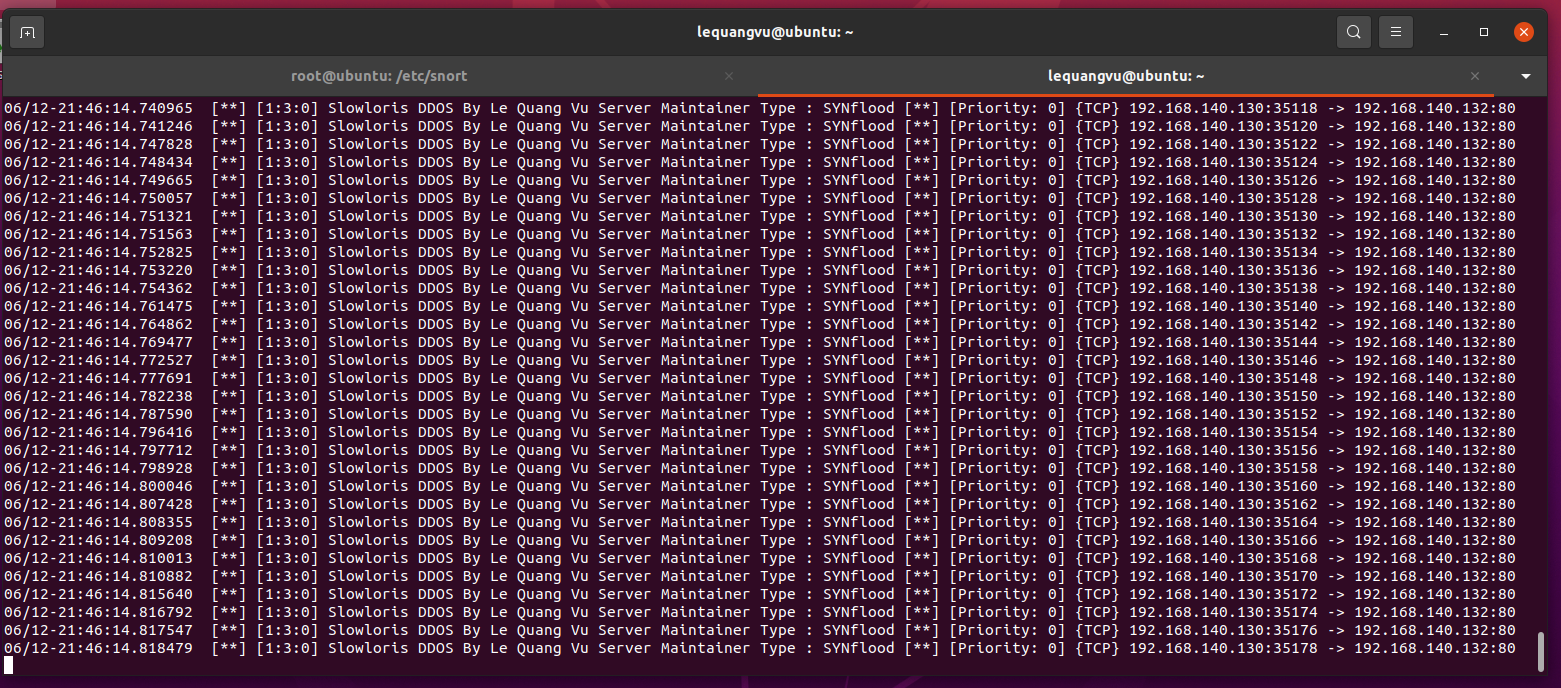 lequangvu@ubuntu: ~
root@ubuntu: /etc/snort
lequangvu@ubuntu: ~
06/12-21:46:14.740965  [**] [1:3:0] Slowloris DDOS By Le Quang Vu Server Maintainer Type : SYNflood [**] [Priority: 0] {TCP} 192.168.140.130:35118 -> 192.168.140.132:80
06/12-21:46:14.741246  [**] [1:3:0] Slowloris DDOS By Le Quang Vu Server Maintainer Type : SYNflood [**] [Priority: 0] {TCP} 192.168.140.130:35120 -> 192.168.140.132:80
06/12-21:46:14.747828  [**] [1:3:0] Slowloris DDOS By Le Quang Vu Server Maintainer Type : SYNflood [**] [Priority: 0] {TCP} 192.168.140.130:35122 -> 192.168.140.132:80
06/12-21:46:14.748434  [**] [1:3:0] Slowloris DDOS By Le Quang Vu Server Maintainer Type : SYNflood [**] [Priority: 0] {TCP} 192.168.140.130:35124 -> 192.168.140.132:80
06/12-21:46:14.749665  [**] [1:3:0] Slowloris DDOS By Le Quang Vu Server Maintainer Type : SYNflood [**] [Priority: 0] {TCP} 192.168.140.130:35126 -> 192.168.140.132:80
06/12-21:46:14.750057  [**] [1:3:0] Slowloris DDOS By Le Quang Vu Server Maintainer Type : SYNflood [**] [Priority: 0] {TCP} 192.168.140.130:35128 -> 192.168.140.132:80
06/12-21:46:14.751321  [**] [1:3:0] Slowloris DDOS By Le Quang Vu Server Maintainer Type : SYNflood [**] [Priority: 0] {TCP} 192.168.140.130:35130 -> 192.168.140.132:80
06/12-21:46:14.751563  [**] [1:3:0] Slowloris DDOS By Le Quang Vu Server Maintainer Type : SYNflood [**] [Priority: 0] {TCP} 192.168.140.130:35132 -> 192.168.140.132:80
06/12-21:46:14.752825  [**] [1:3:0] Slowloris DDOS By Le Quang Vu Server Maintainer Type : SYNflood [**] [Priority: 0] {TCP} 192.168.140.130:35134 -> 192.168.140.132:80
06/12-21:46:14.753220  [**] [1:3:0] Slowloris DDOS By Le Quang Vu Server Maintainer Type : SYNflood [**] [Priority: 0] {TCP} 192.168.140.130:35136 -> 192.168.140.132:80
06/12-21:46:14.754362  [**] [1:3:0] Slowloris DDOS By Le Quang Vu Server Maintainer Type : SYNflood [**] [Priority: 0] {TCP} 192.168.140.130:35138 -> 192.168.140.132:80
06/12-21:46:14.761475  [**] [1:3:0] Slowloris DDOS By Le Quang Vu Server Maintainer Type : SYNflood [**] [Priority: 0] {TCP} 192.168.140.130:35140 -> 192.168.140.132:80
06/12-21:46:14.764862  [**] [1:3:0] Slowloris DDOS By Le Quang Vu Server Maintainer Type : SYNflood [**] [Priority: 0] {TCP} 192.168.140.130:35142 -> 192.168.140.132:80
06/12-21:46:14.769477  [**] [1:3:0] Slowloris DDOS By Le Quang Vu Server Maintainer Type : SYNflood [**] [Priority: 0] {TCP} 192.168.140.130:35144 -> 192.168.140.132:80
06/12-21:46:14.772527  [**] [1:3:0] Slowloris DDOS By Le Quang Vu Server Maintainer Type : SYNflood [**] [Priority: 0] {TCP} 192.168.140.130:35146 -> 192.168.140.132:80
06/12-21:46:14.777691  [**] [1:3:0] Slowloris DDOS By Le Quang Vu Server Maintainer Type : SYNflood [**] [Priority: 0] {TCP} 192.168.140.130:35148 -> 192.168.140.132:80
06/12-21:46:14.782238  [**] [1:3:0] Slowloris DDOS By Le Quang Vu Server Maintainer Type : SYNflood [**] [Priority: 0] {TCP} 192.168.140.130:35150 -> 192.168.140.132:80
06/12-21:46:14.787590  [**] [1:3:0] Slowloris DDOS By Le Quang Vu Server Maintainer Type : SYNflood [**] [Priority: 0] {TCP} 192.168.140.130:35152 -> 192.168.140.132:80
06/12-21:46:14.796416  [**] [1:3:0] Slowloris DDOS By Le Quang Vu Server Maintainer Type : SYNflood [**] [Priority: 0] {TCP} 192.168.140.130:35154 -> 192.168.140.132:80
06/12-21:46:14.797712  [**] [1:3:0] Slowloris DDOS By Le Quang Vu Server Maintainer Type : SYNflood [**] [Priority: 0] {TCP} 192.168.140.130:35156 -> 192.168.140.132:80
06/12-21:46:14.798928  [**] [1:3:0] Slowloris DDOS By Le Quang Vu Server Maintainer Type : SYNflood [**] [Priority: 0] {TCP} 192.168.140.130:35158 -> 192.168.140.132:80
06/12-21:46:14.800046  [**] [1:3:0] Slowloris DDOS By Le Quang Vu Server Maintainer Type : SYNflood [**] [Priority: 0] {TCP} 192.168.140.130:35160 -> 192.168.140.132:80
06/12-21:46:14.807428  [**] [1:3:0] Slowloris DDOS By Le Quang Vu Server Maintainer Type : SYNflood [**] [Priority: 0] {TCP} 192.168.140.130:35162 -> 192.168.140.132:80
06/12-21:46:14.808355  [**] [1:3:0] Slowloris DDOS By Le Quang Vu Server Maintainer Type : SYNflood [**] [Priority: 0] {TCP} 192.168.140.130:35164 -> 192.168.140.132:80
06/12-21:46:14.809208  [**] [1:3:0] Slowloris DDOS By Le Quang Vu Server Maintainer Type : SYNflood [**] [Priority: 0] {TCP} 192.168.140.130:35166 -> 192.168.140.132:80
06/12-21:46:14.810013  [**] [1:3:0] Slowloris DDOS By Le Quang Vu Server Maintainer Type : SYNflood [**] [Priority: 0] {TCP} 192.168.140.130:35168 -> 192.168.140.132:80
06/12-21:46:14.810882  [**] [1:3:0] Slowloris DDOS By Le Quang Vu Server Maintainer Type : SYNflood [**] [Priority: 0] {TCP} 192.168.140.130:35170 -> 192.168.140.132:80
06/12-21:46:14.815640  [**] [1:3:0] Slowloris DDOS By Le Quang Vu Server Maintainer Type : SYNflood [**] [Priority: 0] {TCP} 192.168.140.130:35172 -> 192.168.140.132:80
06/12-21:46:14.816792  [**] [1:3:0] Slowloris DDOS By Le Quang Vu Server Maintainer Type : SYNflood [**] [Priority: 0] {TCP} 192.168.140.130:35174 -> 192.168.140.132:80
06/12-21:46:14.817547  [**] [1:3:0] Slowloris DDOS By Le Quang Vu Server Maintainer Type : SYNflood [**] [Priority: 0] {TCP} 192.168.140.130:35176 -> 192.168.140.132:80
06/12-21:46:14.818479  [**] [1:3:0] Slowloris DDOS By Le Quang Vu Server Maintainer Type : SYNflood [**] [Priority: 0] {TCP} 192.168.140.130:35178 -> 192.168.140.132:80